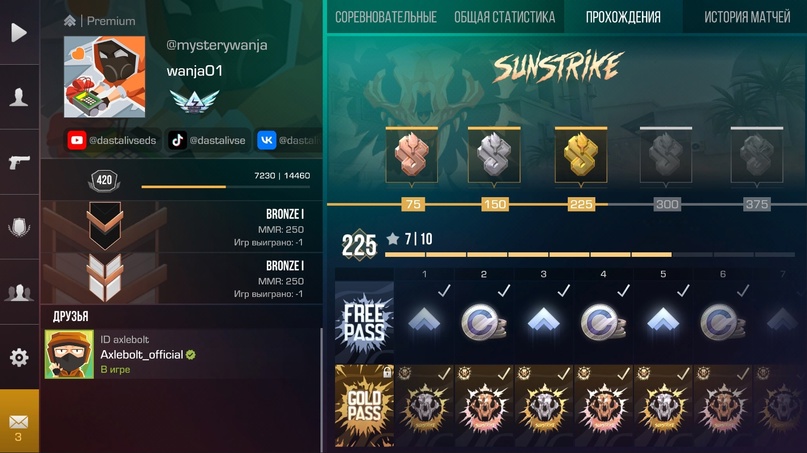 Premium
@mysterywanja
wanja01
@dastalivseds
@dastalivse
@dastali
420
7230 | 14460
BRONZE I
MMR: 250
Игр выиграно: -1
BRONZE I
MMR: 250
Игр выиграно: -1
ДРУЗЬЯ
ID axlebolt
Axlebolt_official
В игре
3
СОРЕВНОВАТЕЛЬНЫЕ
ОБЩАЯ СТАТИСТИКА
ПРОХОЖДЕНИЯ
ИСТОРИЯ МАТЧЕЙ
SUNSTRIKE
75 150 225 300 375
225
7 | 10
1 2 3 4 5 6 7
FREE
PASS
GOLD
PASS